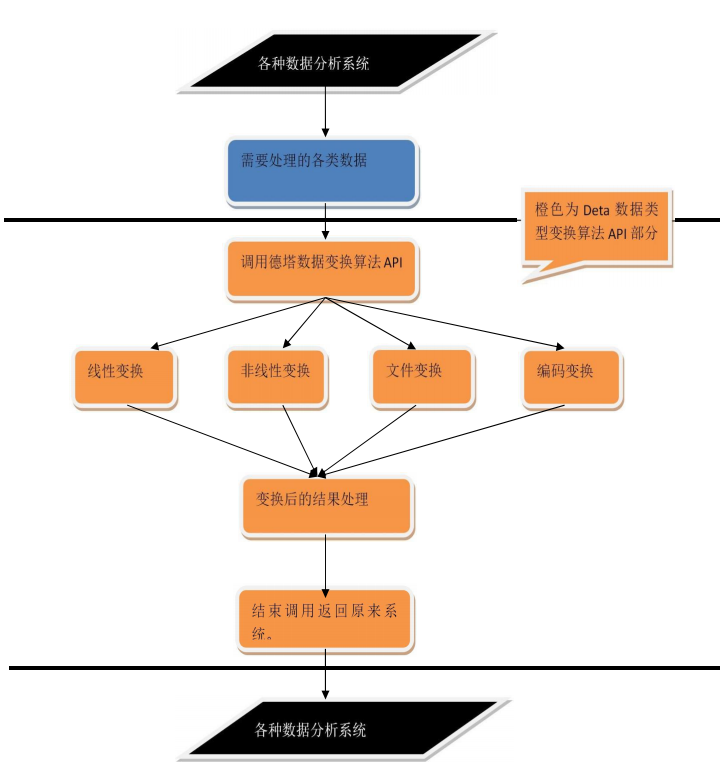 各种数据分析系统
需要处理的各类数据
橙色为 Deta 数据类
型变换算法 API 部分
调用德塔数据变换算法 API
线性变换
非线性变换
文件变换
编码变换
变换后的结果处理
结束调用返回原来系
统。
各种数据分析系统